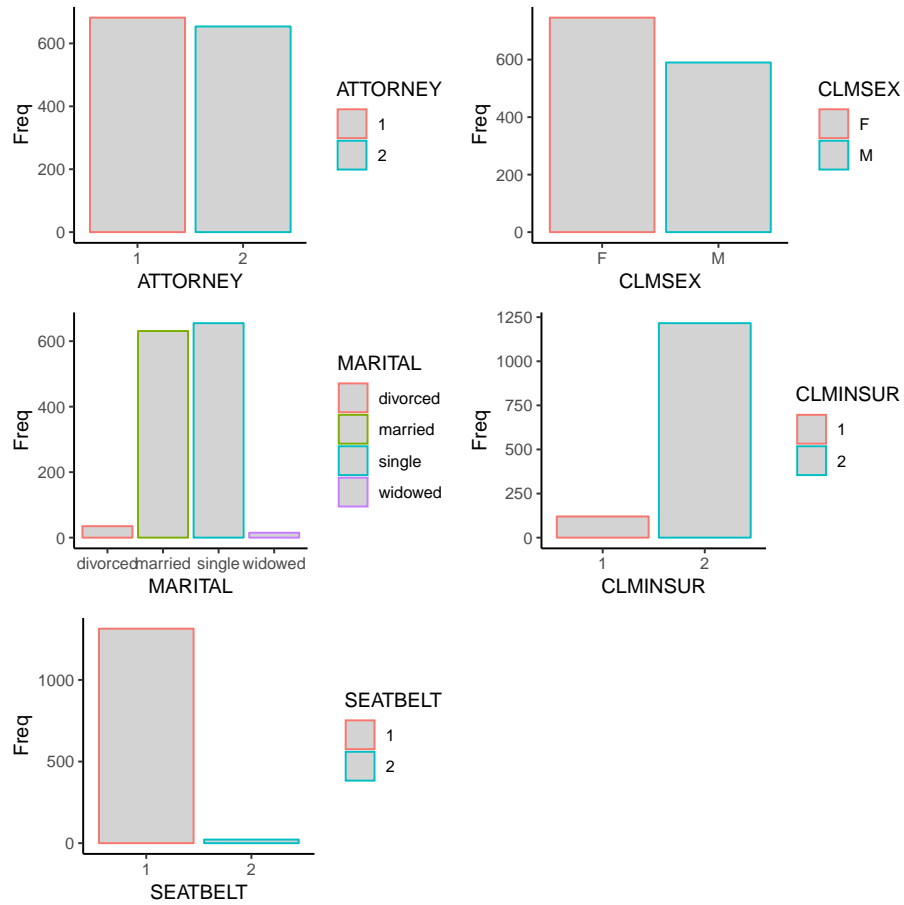 Freq
600
400
200
0
1
2
ATTORNEY
ATTORNEY
1
2
Freq
600
400
200
0
F
M
CLMSEX
CLMSEX
F
M
Freq
600
400
200
0
divorced
married
single
widowed
MARITAL
MARITAL
divorced
married
single
widowed
Freq
1250
1000
750
500
250
0
1
2
CLMINSUR
CLMINSUR
1
2
Freq
1000
500
0
1
2
SEATBELT
SEATBELT
1
2